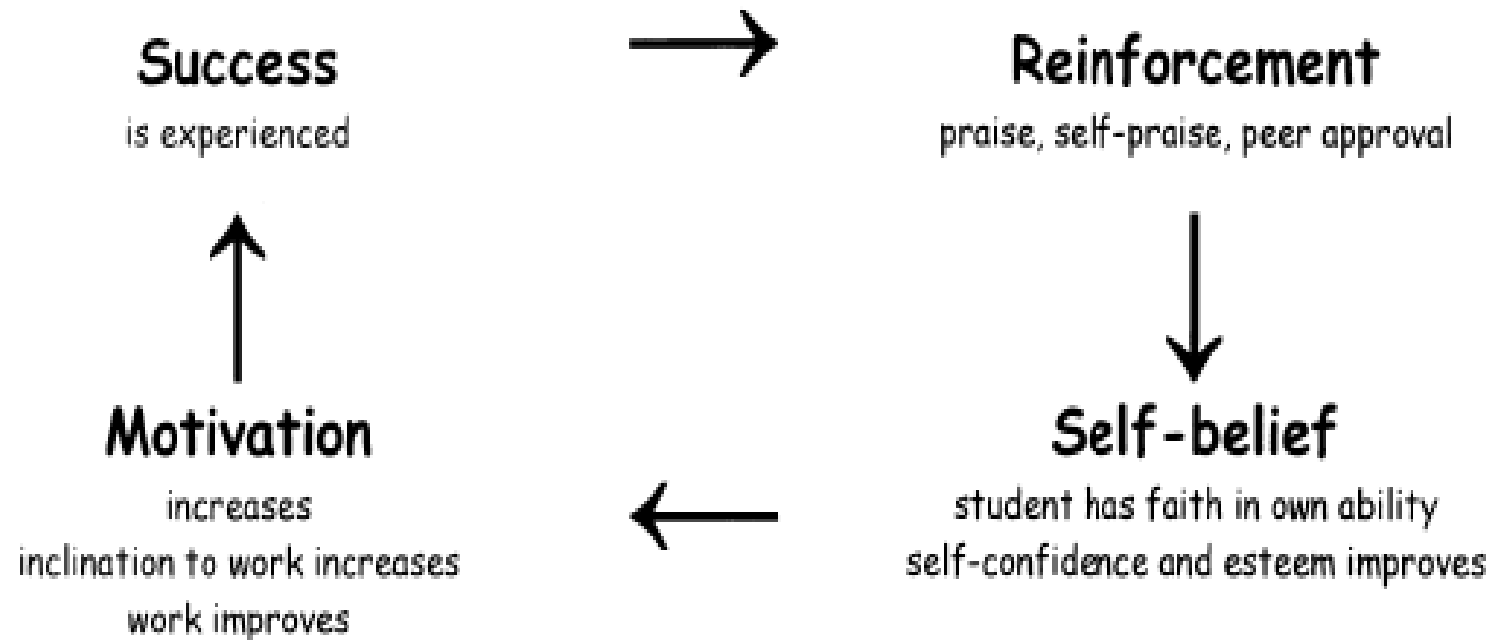 Success
is experienced
Reinforcement
praise, self-praise, peer approval
Motivation
increases
inclination to work increases
work improves
Self-belief
student has faith in own ability
self-confidence and esteem improves